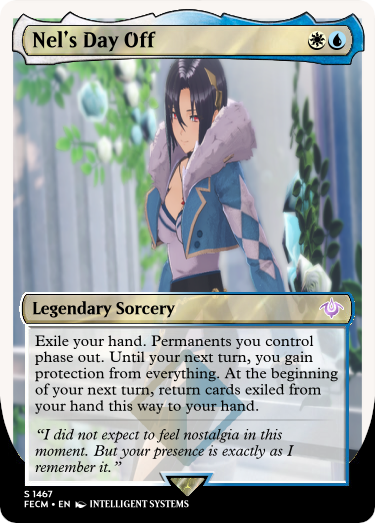 Nel's Day Off
Legendary Sorcery
Exile your hand. Permanents you control
phase out. Until your next turn, you gain
protection from everything. At the beginning
of your next turn, return cards exiled from
your hand this way to your hand.
“I did not expect to feel nostalgia in this
moment. But your presence is exactly as I
remember it.”
S 1467
FECM • EN INTELLIGENT SYSTEMS